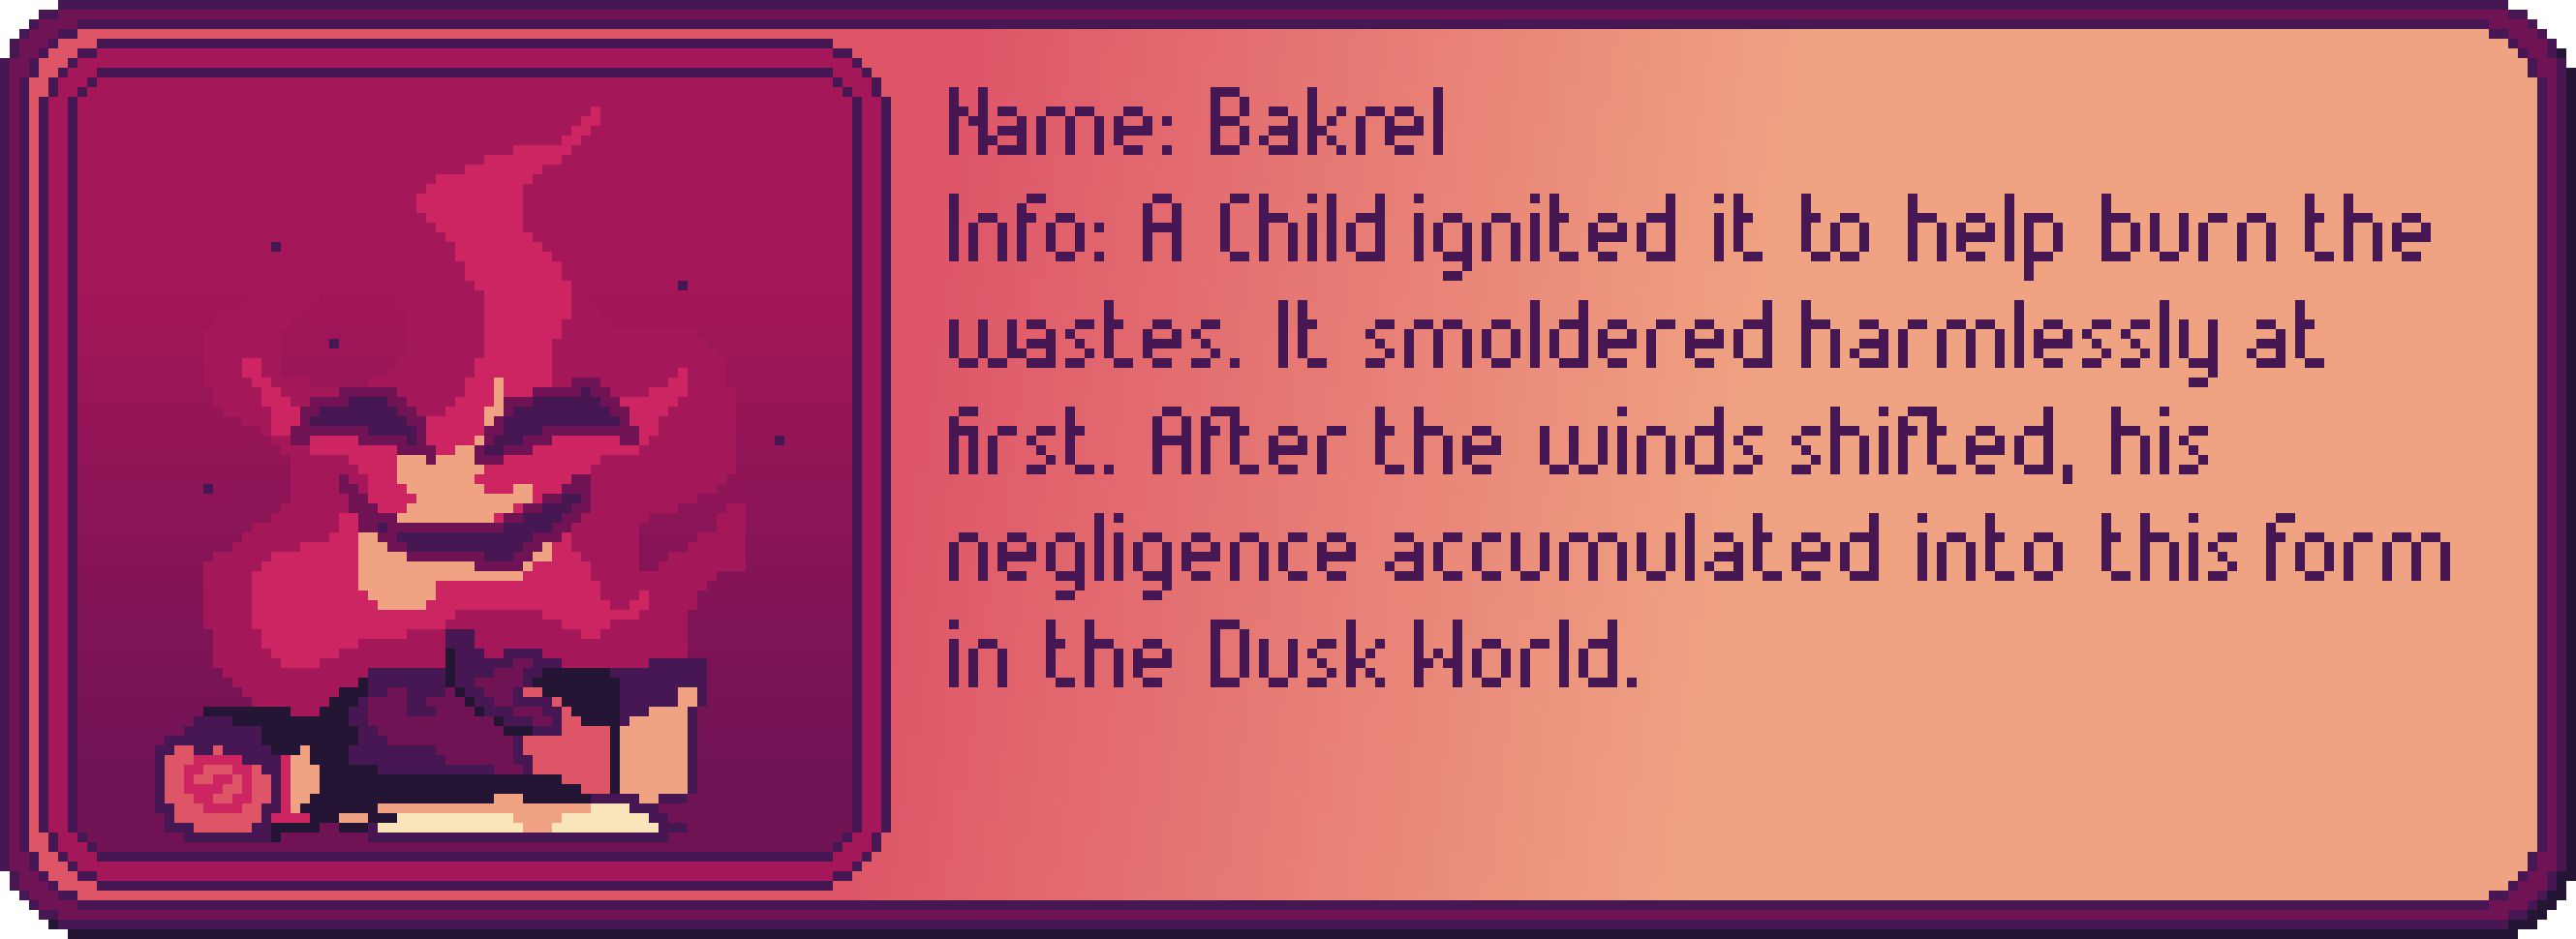 Name: Bakrel
Info: A Child ignited it to help burn the
wastes. It smoldered harmlessly at
first. After the winds shifted, his
negligence accumulated into this form
in the Dusk World.